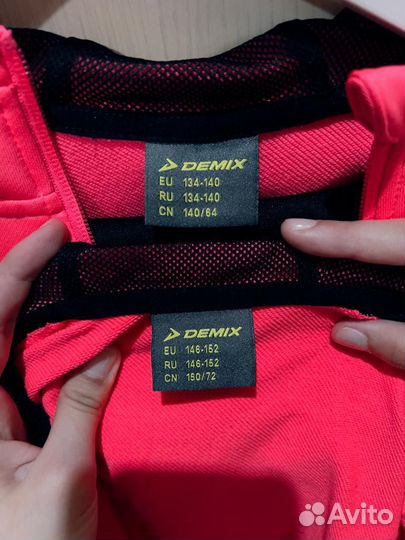 DEMIX
EU 134-140
RU 134-140
CN 140/64
DEMIX
EU 146-152
RU 146-152
CN 150/72
Avito